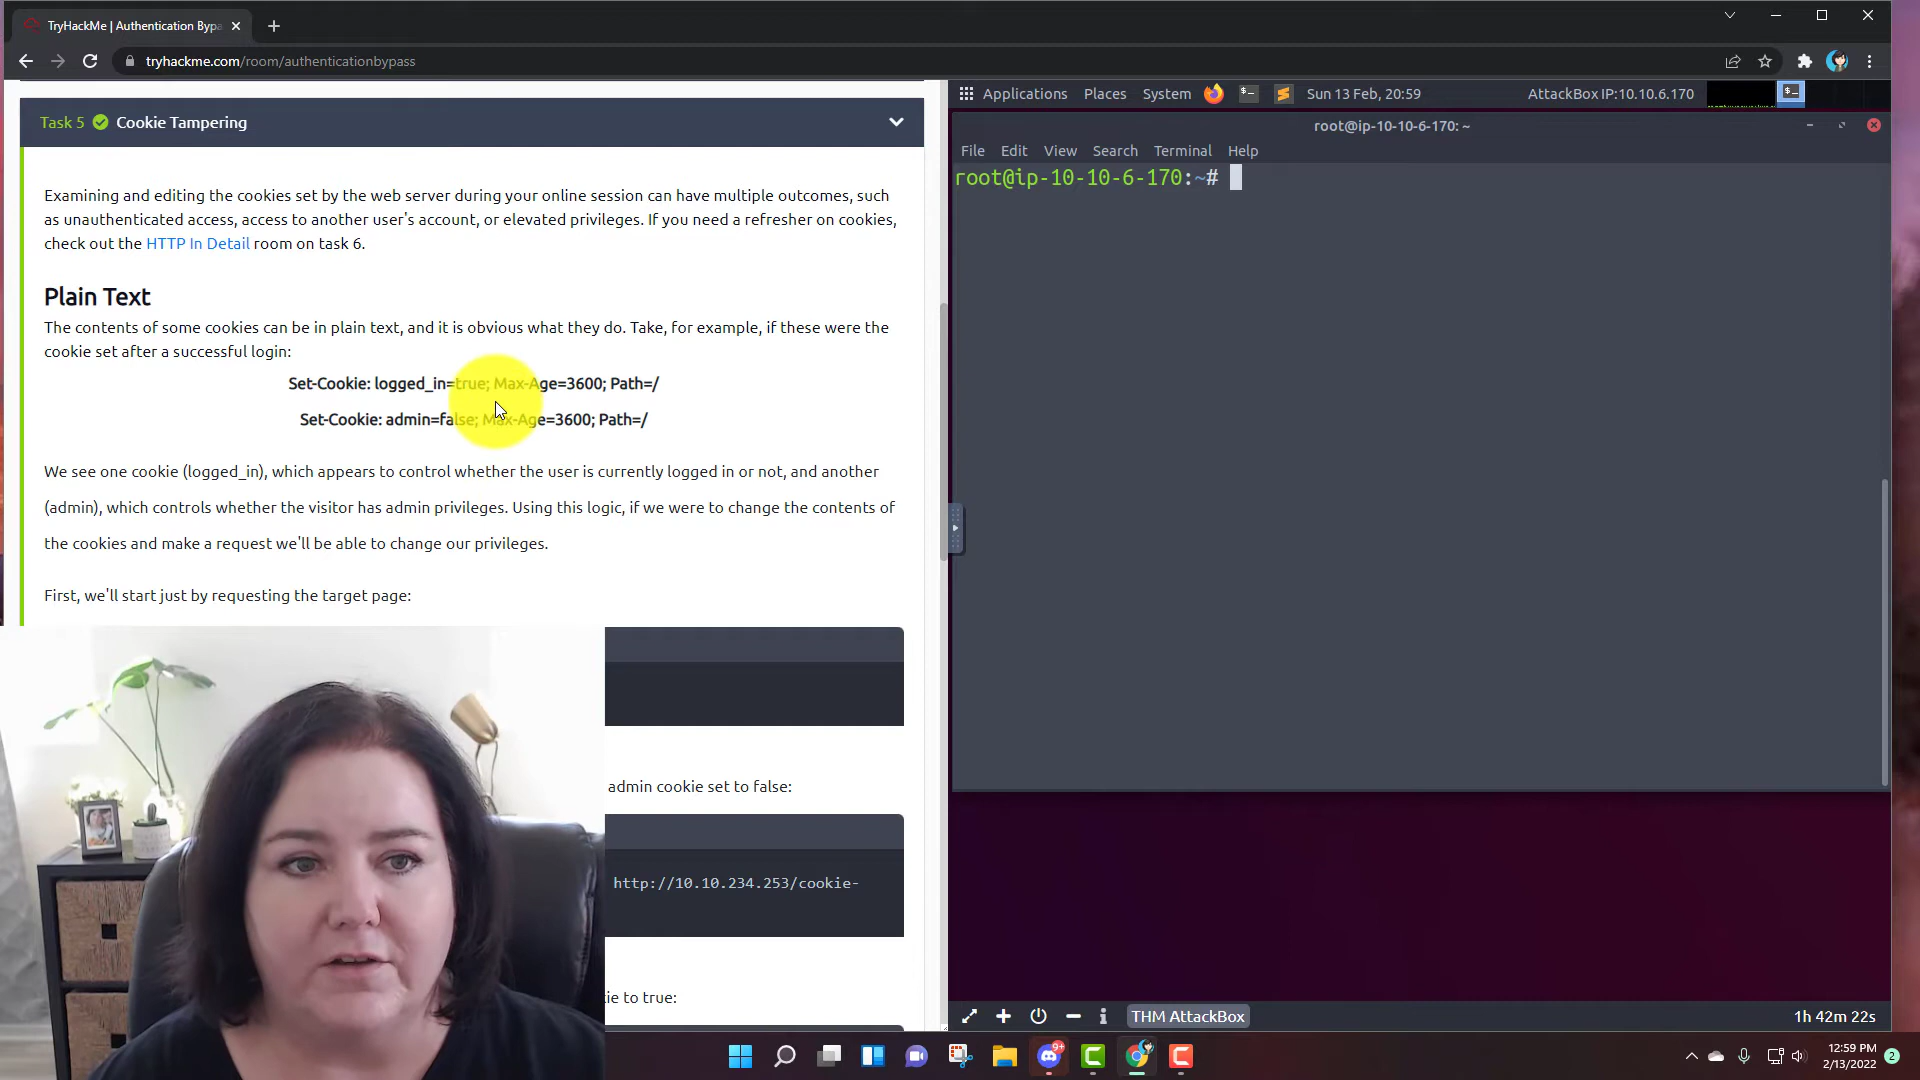 TryHackMe | Authentication Bypa
tryhackme.com/room/authenticationbypass
Task 5 Cookie Tampering
Examining and editing the cookies set by the web server during your online session can have multiple outcomes, such
as unauthenticated access, access to another user's account, or elevated privileges. If you need a refresher on cookies,
check out the HTTP In Detail room on task 6.
Plain Text
The contents of some cookies can be in plain text, and it is obvious what they do. Take, for example, if these were the
cookie set after a successful login:
Set-Cookie: logged_in=true; Max-Age=3600; Path=/
Set-Cookie: admin=false; Max-Age=3600; Path=/
We see one cookie (logged_in), which appears to control whether the user is currently logged in or not, and another
(admin), which controls whether the visitor has admin privileges. Using this logic, if we were to change the contents of
the cookies and make a request we'll be able to change our privileges.
First, we'll start just by requesting the target page:
admin cookie set to false:
http://10.10.234.253/cookie-
ie to true:
Applications Places System Sun 13 Feb, 20:59 AttackBox IP:10.10.6.170
root@ip-10-10-6-170: ~
File Edit View Search Terminal Help
root@ip-10-10-6-170:~#
THM AttackBox
1h 42m 22s
9+
12:59 PM
2/13/2022
2